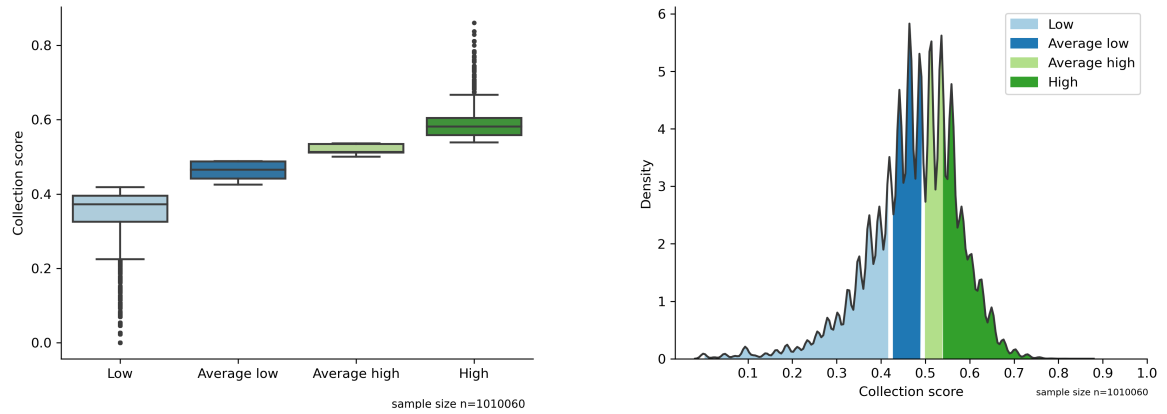 Collection score
0.8
0.6
0.4
0.2
0.0
Low
Average low
Average high
High
sample size n=1010060
Density
6
5
4
3
2
1
0
Low
Average low
Average high
High
0.1 0.2 0.3 0.4 0.5 0.6 0.7 0.8 0.9 1.0
Collection score
sample size n=1010060